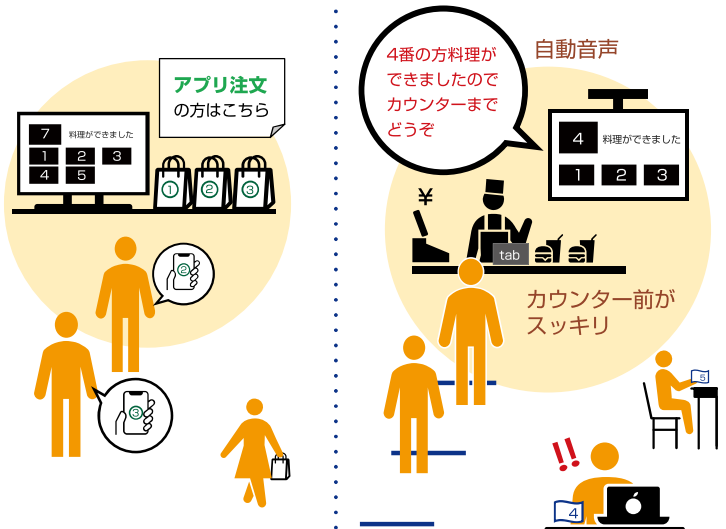 アプリ注文
の方はこちら
7 料理ができました
1 2 3
4 5
1 2 3
2
3
4番の方料理が
できましたので
カウンターまで
どうぞ
自動音声
4 料理ができました
1 2 3
¥
tab
カウンター前が
スッキリ
5
!!
4